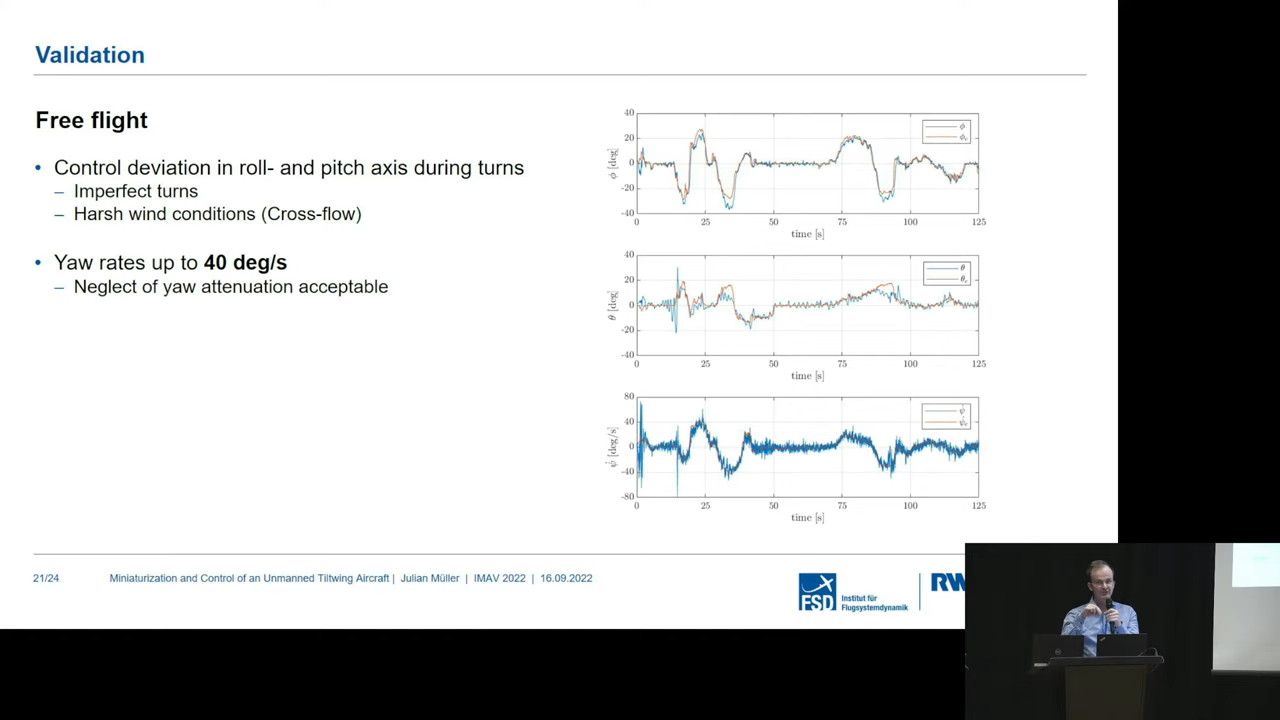 Validation
Free flight
• Control deviation in roll- and pitch axis during turns
– Imperfect turns
– Harsh wind conditions (Cross-flow)
• Yaw rates up to 40 deg/s
– Neglect of yaw attenuation acceptable
40
20
0
-20
-40
ϕ [deg]
ϕ
ϕc
0 25 50 75 100 125
time [s]
40
20
0
-20
-40
θ [deg]
θ
θc
0 25 50 75 100 125
time [s]
80
40
0
-40
-80
ψ̇ [deg/s]
ψ̇
ψ̇c
0 25 50 75 100 125
time [s]
21/24 Miniaturization and Control of an Unmanned Tiltwing Aircraft | Julian Müller | IMAV 2022 | 16.09.2022
FSD
Institut für
Flugsystemdynamik
RW